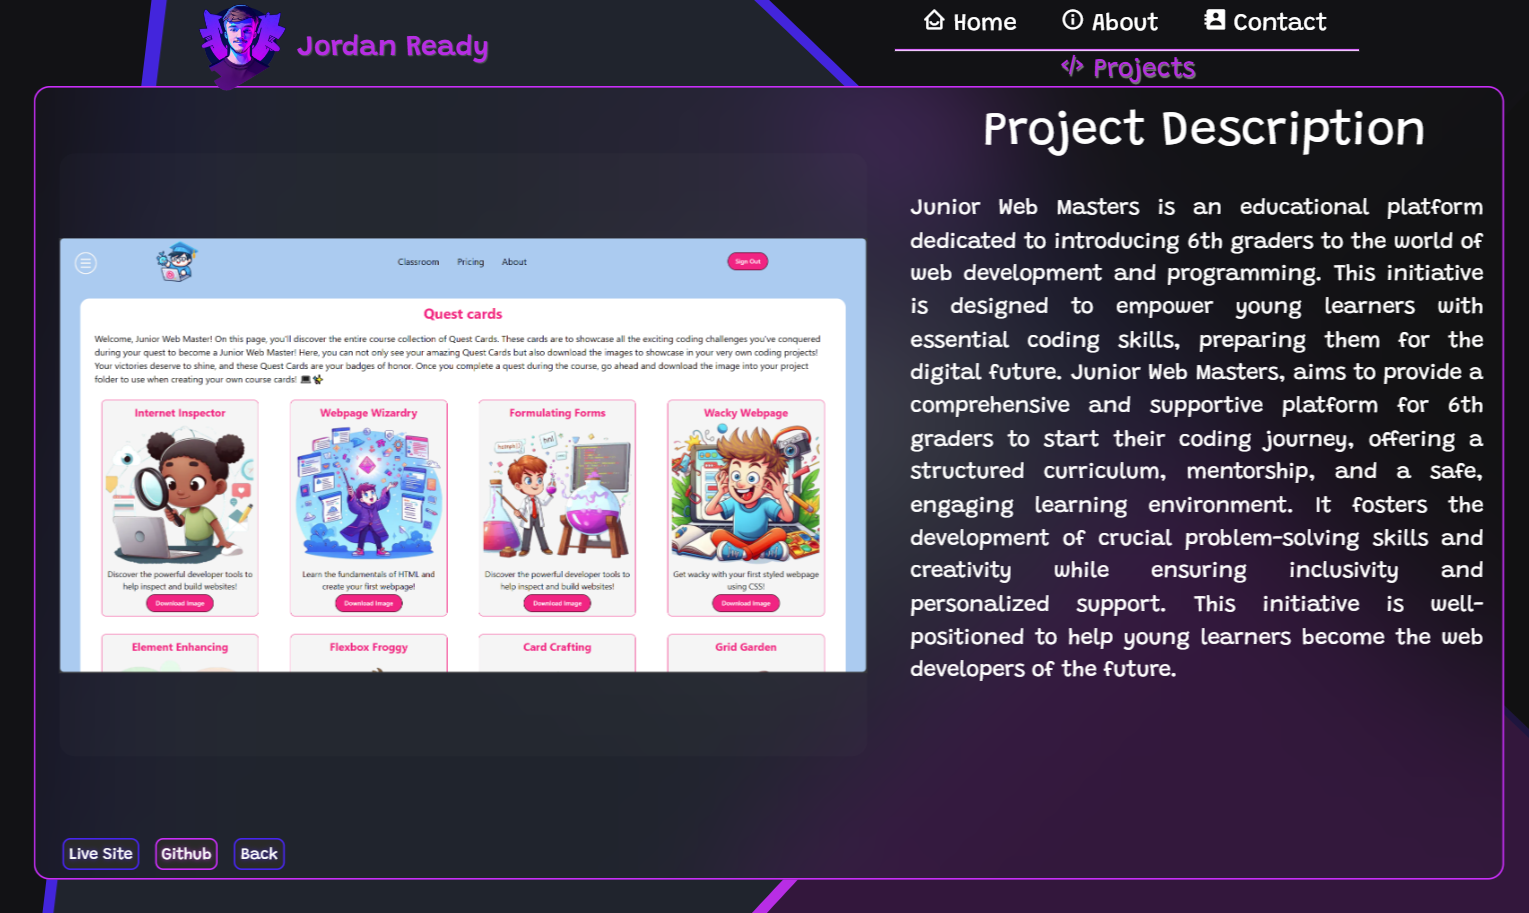 Jordan Ready
Home
About
Contact
Projects
Project Description
Junior Web Masters is an educational platform
dedicated to introducing 6th graders to the world of
web development and programming. This initiative
is designed to empower young learners with
essential coding skills, preparing them for the
digital future. Junior Web Masters, aims to provide a
comprehensive and supportive platform for 6th
graders to start their coding journey, offering a
structured curriculum, mentorship, and a safe,
engaging learning environment. It fosters the
development of crucial problem-solving skills and
creativity while ensuring inclusivity and
personalized support. This initiative is well-
positioned to help young learners become the web
developers of the future.
Classroom Pricing About
Sign Out
Quest cards
Welcome, Junior Web Master! On this page, you'll discover the entire course collection of Quest Cards. These cards are to showcase all the exciting coding challenges you've conquered
during your quest to become a Junior Web Master! Here, you can not only see your amazing Quest Cards but also download the images to showcase in your very own coding projects!
Your victories deserve to shine, and these Quest Cards are your badges of honor. Once you complete a quest during the course, go ahead and download the image into your project
folder to use when creating your own course cards!
Internet Inspector
Discover the powerful developer tools to
help inspect and build websites!
Download Image
Webpage Wizardry
Learn the fundamentals of HTML and
create your first webpage!
Download Image
Formulating Forms
Discover the powerful developer tools to
help inspect and build websites!
Download Image
Wacky Webpage
Get wacky with your first styled webpage
using CSS!
Download Image
Element Enhancing
Flexbox Froggy
Card Crafting
Grid Garden
Live Site
Github
Back